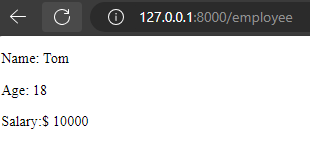 127.0.0.1:8000/employee
Name: Tom
Age: 18
Salary:$ 10000